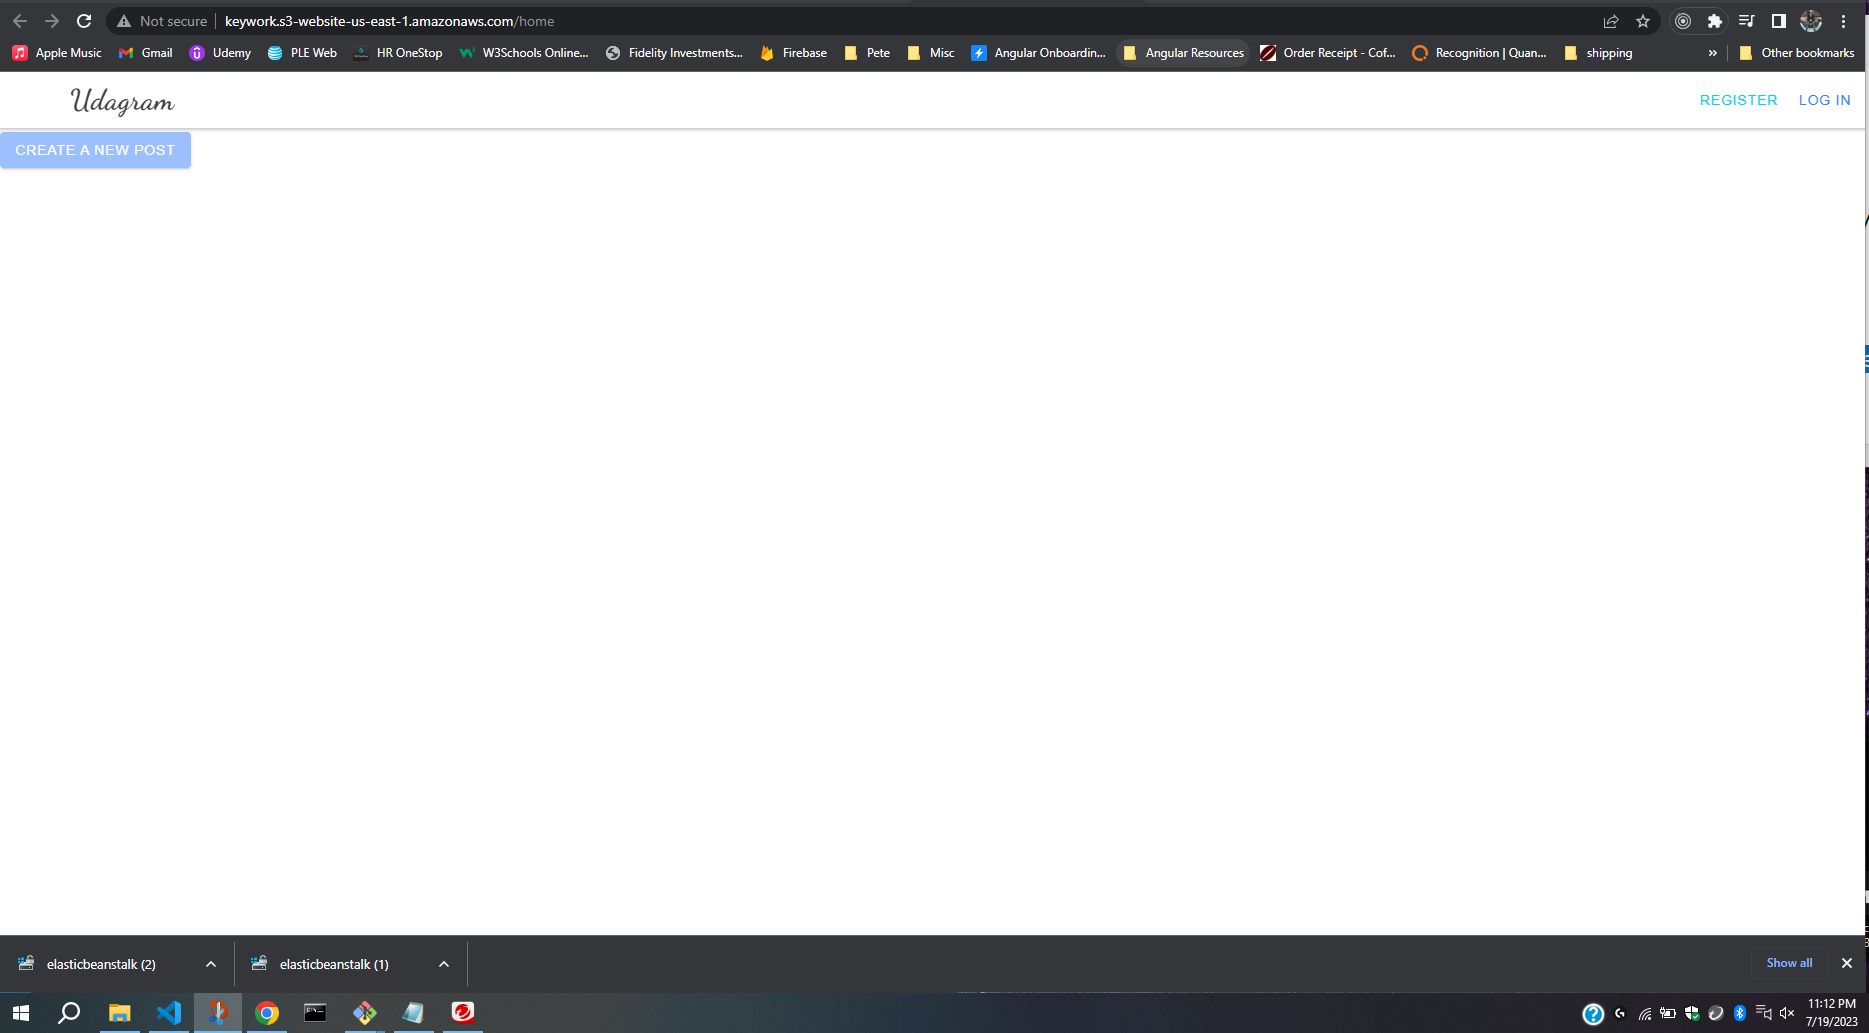 Not secure keywork.s3-website-us-east-1.amazonaws.com/home
Apple Music Gmail Udemy PLE Web HR OneStop W3Schools Online... Fidelity Investments... Firebase Pete Misc Angular Onboardin... Angular Resources Order Receipt - Cof... Recognition | Quan... shipping » Other bookmarks
Udagram REGISTER LOG IN
CREATE A NEW POST
elasticbeanstalk (2) elasticbeanstalk (1) Show all
11:12 PM
7/19/2023